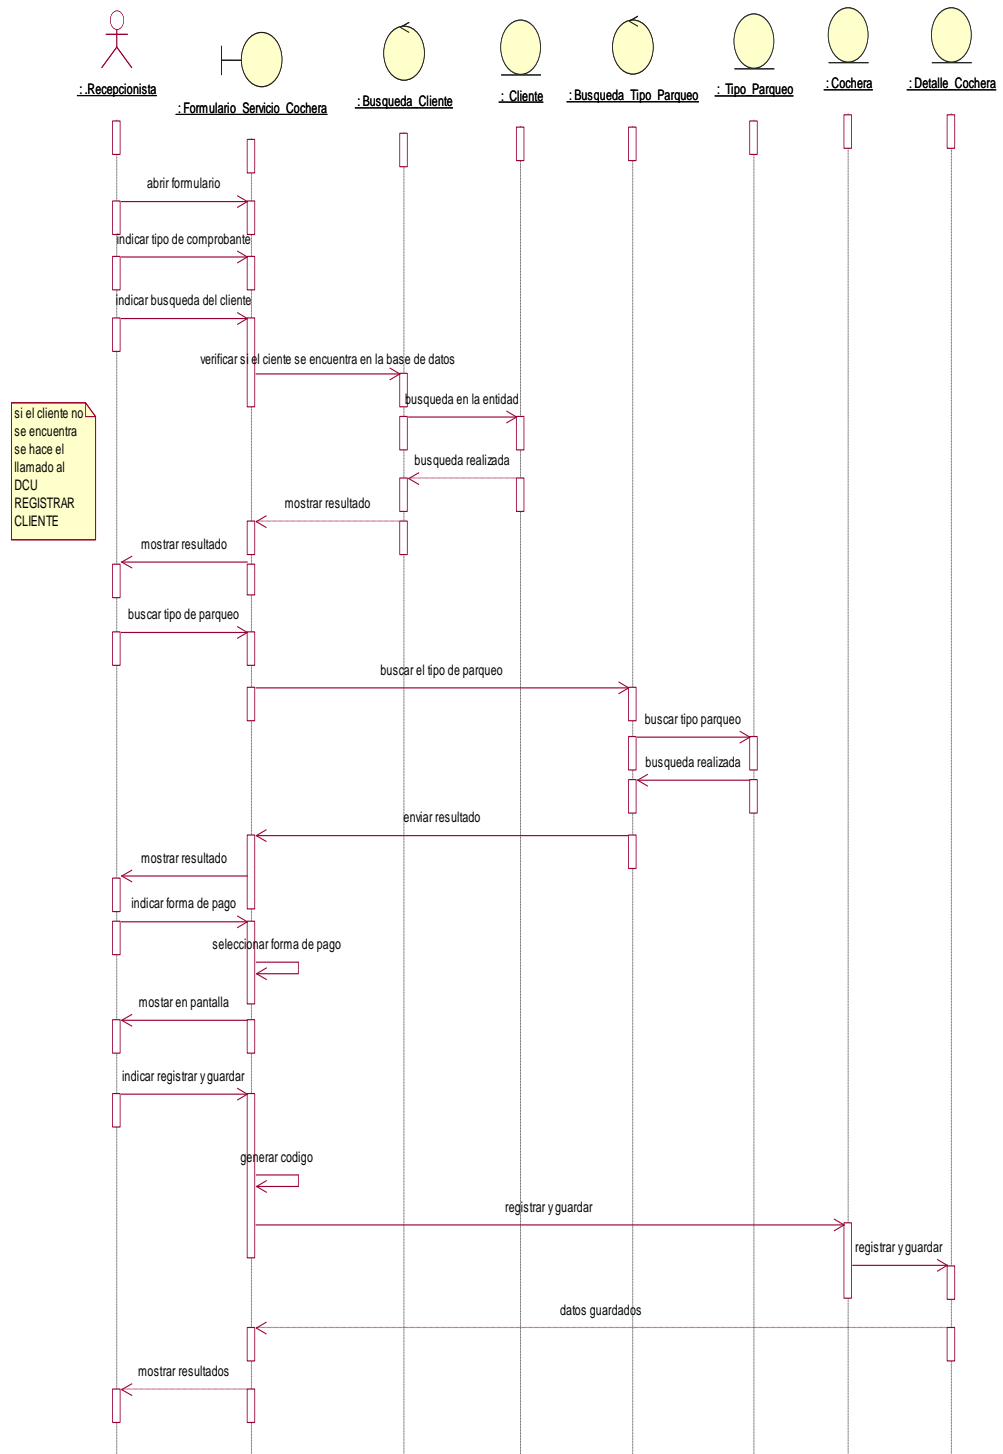 : .Recepcionista
: Formulario_Servicio_Cochera
: Busqueda_Cliente
: Cliente
: Busqueda_Tipo_Parqueo
: Tipo_Parqueo
: Cochera
: Detalle_Cochera
abrir formulario
indicar tipo de comprobante
indicar busqueda del cliente
verificar si el ciente se encuentra en la base de datos
busqueda en la entidad
si el cliente no
se encuentra
se hace el
llamado al
DCU
REGISTRAR
CLIENTE
busqueda realizada
mostrar resultado
mostrar resultado
buscar tipo de parqueo
buscar el tipo de parqueo
buscar tipo parqueo
busqueda realizada
enviar resultado
mostrar resultado
indicar forma de pago
seleccionar forma de pago
mostar en pantalla
indicar registrar y guardar
generar codigo
registrar y guardar
registrar y guardar
datos guardados
mostrar resultados